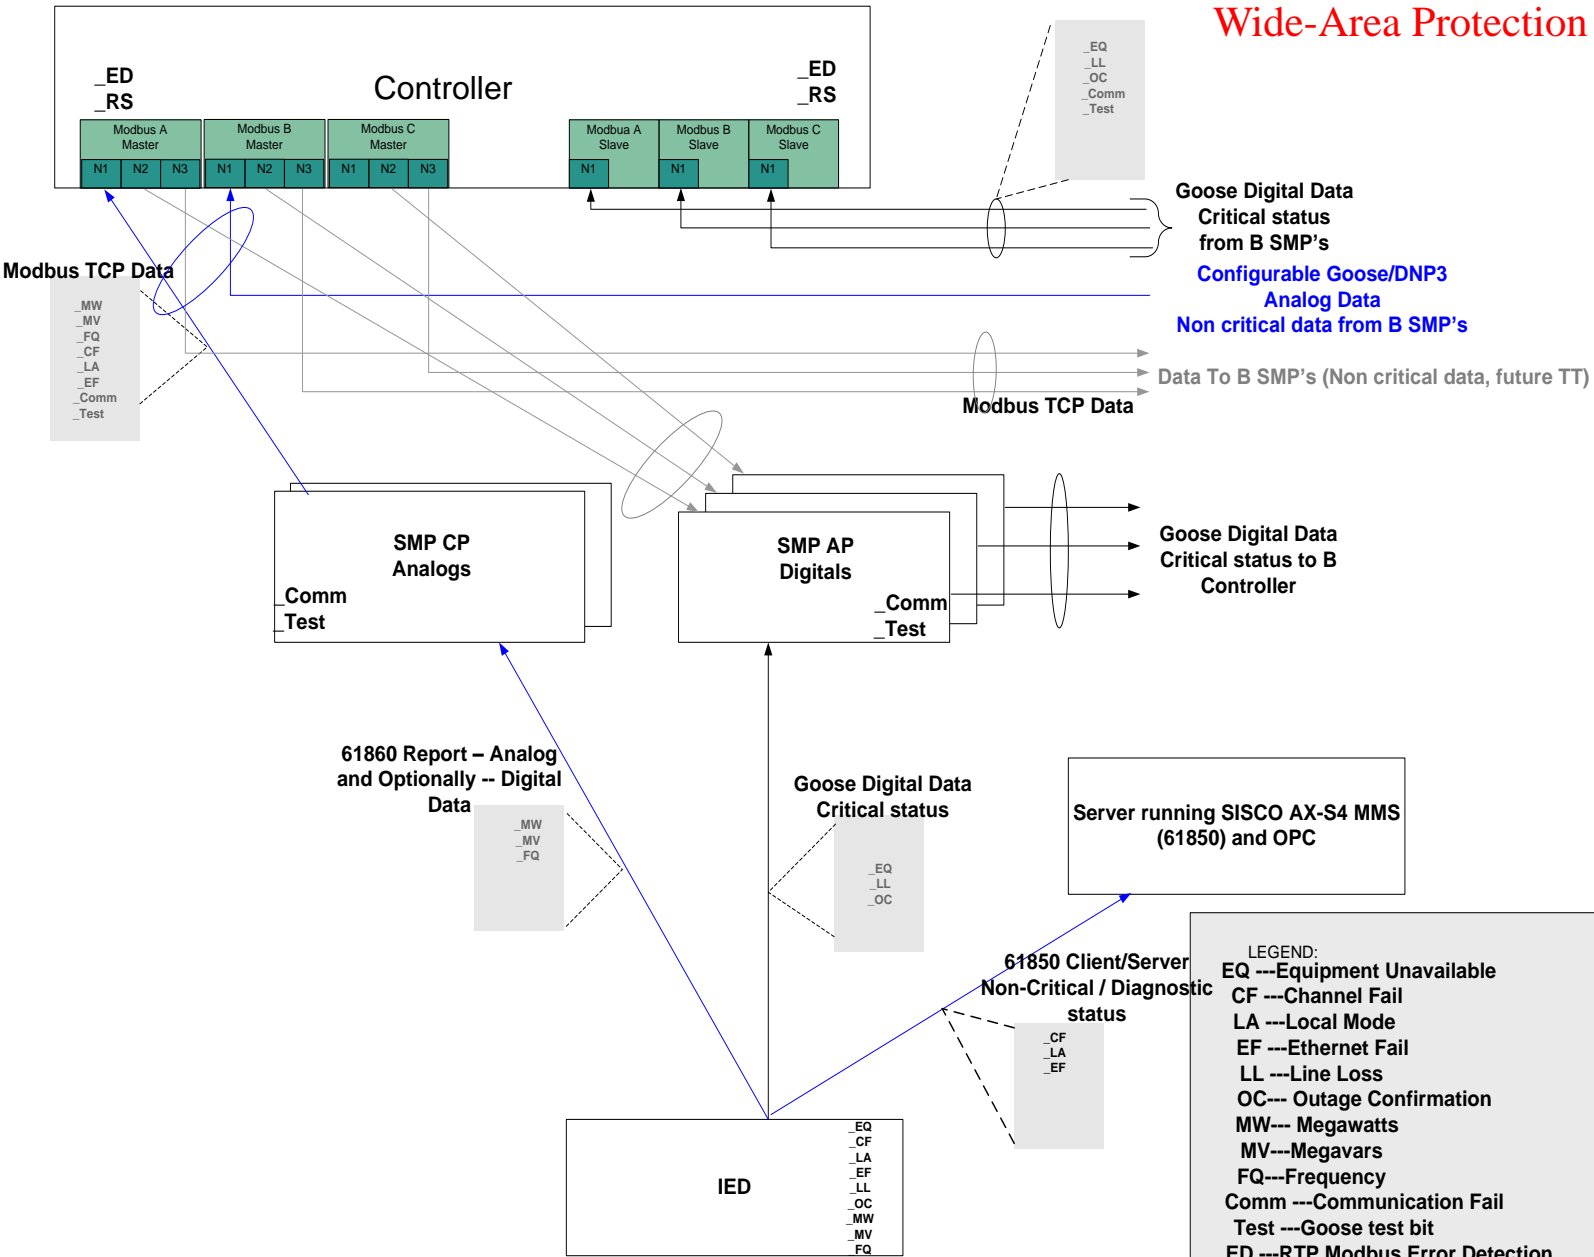 Wide-Area Protection
_ED
_RS
Controller
_ED
_RS
Modbus A
Master
Modbus B
Master
Modbus C
Master
Modbua A
Slave
Modbus B
Slave
Modbus C
Slave
N1 N2 N3 N1 N2 N3 N1 N2 N3 N1 N1 N1
_EQ
_LL
_OC
_Comm
_Test
Goose Digital Data
Critical status
from B SMP's
Configurable Goose/DNP3
Analog Data
Non critical data from B SMP's
Modbus TCP Data
_MW
_MV
_FQ
_CF
_LA
_EF
_Comm
_Test
Data To B SMP's (Non critical data, future TT)
Modbus TCP Data
SMP CP
Analogs
_Comm
_Test
SMP AP
Digitals
_Comm
_Test
Goose Digital Data
Critical status to B
Controller
61860 Report – Analog
and Optionally -- Digital
Data
_MW
_MV
_FQ
Goose Digital Data
Critical status
_EQ
_LL
_OC
Server running SISCO AX-S4 MMS
(61850) and OPC
61850 Client/Server
Non-Critical / Diagnostic
status
_CF
_LA
_EF
IED
_EQ
_CF
_LA
_EF
_LL
_OC
_MW
_MV
_FQ
LEGEND:
EQ ---Equipment Unavailable
CF ---Channel Fail
LA ---Local Mode
EF ---Ethernet Fail
LL ---Line Loss
OC--- Outage Confirmation
MW--- Megawatts
MV---Megavars
FQ---Frequency
Comm ---Communication Fail
Test ---Goose test bit
ED ---RTP Modbus Error Detection